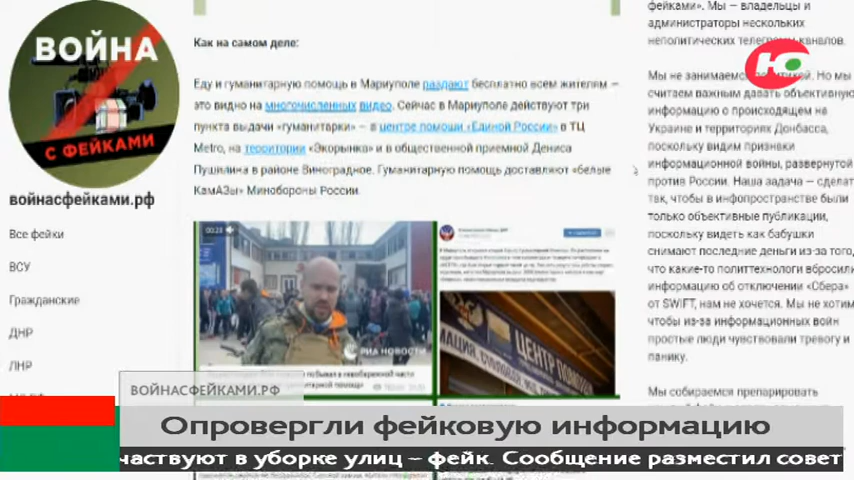 ВОЙНА
С ФЕЙКАМИ
войнасфейками.рф
Все фейки
ВСУ
Гражданские
ДНР
ЛНР
Как на самом деле:
Еду и гуманитарную помощь в Мариуполе раздают бесплатно всем жителям —
это видно на многочисленных видео. Сейчас в Мариуполе действуют три
пункта выдачи «гуманитарки» — в центре помощи «Единой России» в ТЦ
Metro, на территории «Экорынка» и в общественной приемной Дениса
Пушилина в районе Виноградное. Гуманитарную помощь доставляют «белые
КамАЗы» Минобороны России.
00:23
РИА НОВОСТИ
ЦЕНТР ПОМОЩИ
фейками». Мы — владельцы и
администраторы нескольких
неполитических каналов.
Мы не занимаемся политикой. Но мы
считаем важным давать объективную
информацию о происходящем на
Украине и территориях Донбасса,
поскольку видим признаки
информационной войны, развернутой
против России. Наша задача — сделат
так, чтобы в инфопространстве были
только объективные публикации,
поскольку видеть как бабушки
снимают последние деньги из-за того,
что какие-то политтехнологи вбросили
информацию об отключении «Сбера»
от SWIFT, нам не хочется. Мы не хотим
чтобы из-за информационных войн
простые люди чувствовали тревогу и
панику.
Мы собираемся препарировать
Ю
ВОЙНАСФЕЙКАМИ.РФ
Опровергли фейковую информацию
частвуют в уборке улиц – фейк. Сообщение разместил совет